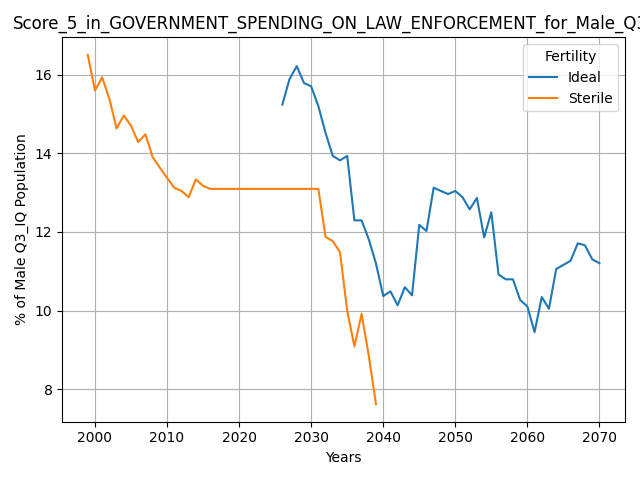 Score_5_in_GOVERNMENT_SPENDING_ON_LAW_ENFORCEMENT_for_Male_Q3
Fertility
Ideal
Sterile
% of Male Q3_IQ Population
16
14
12
10
8
2000 2010 2020 2030 2040 2050 2060 2070
Years